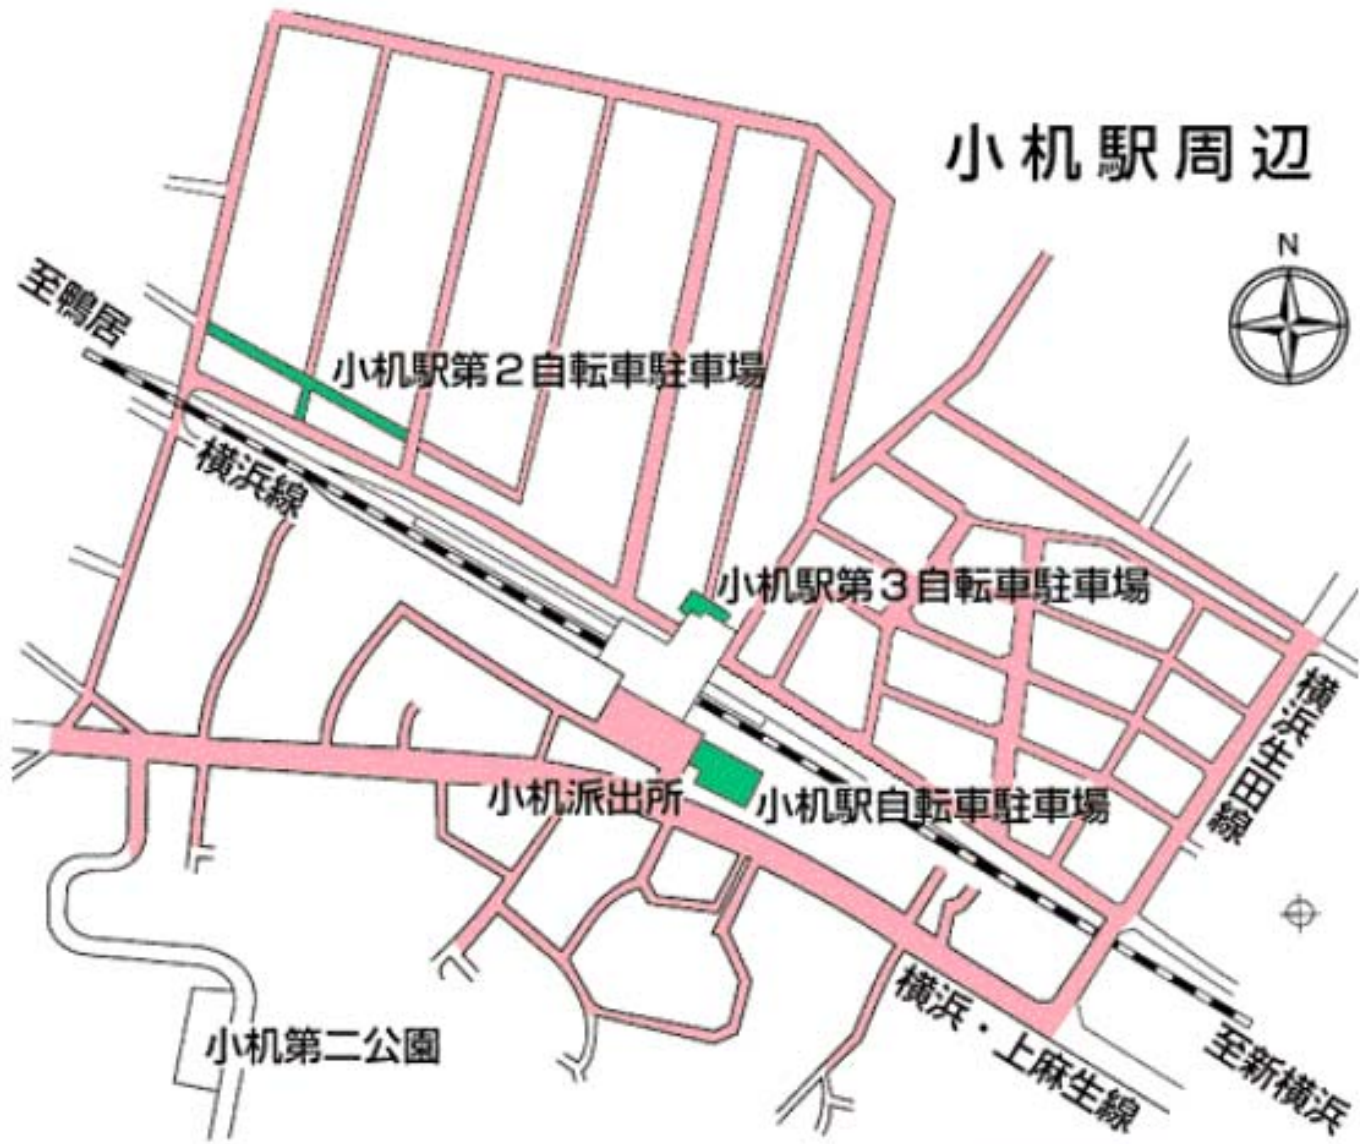 小机駅周辺
N
至鴨居
小机駅第２自転車駐車場
横浜線
小机駅第３自転車駐車場
横浜生田線
小机派出所
小机駅自転車駐車場
横浜・上麻生線
小机第二公園
至新横浜